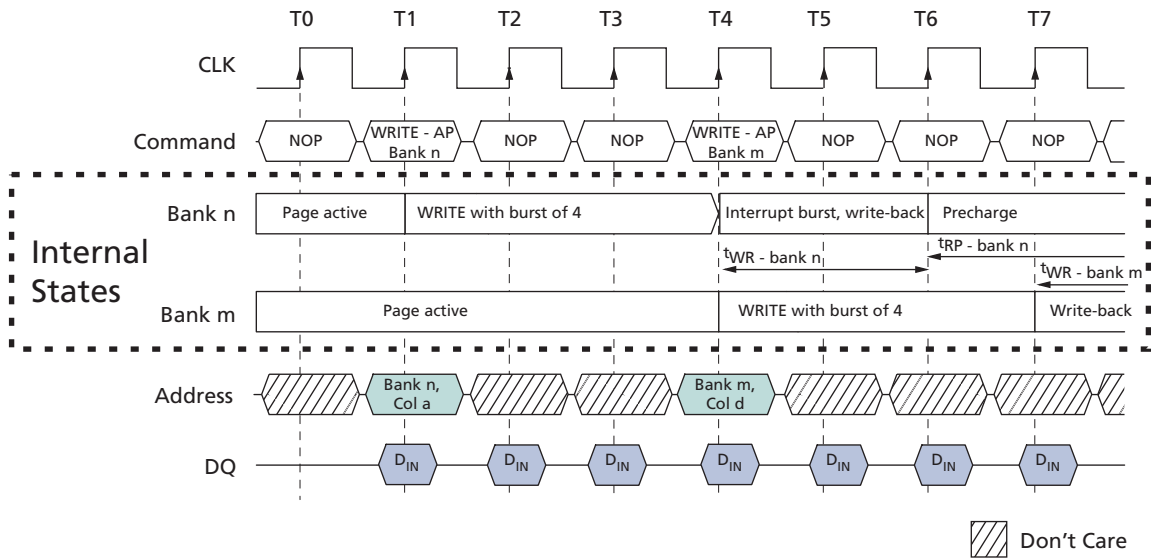 T0 T1 T2 T3 T4 T5 T6 T7
CLK
Command NOP WRITE - AP NOP NOP WRITE - AP NOP NOP NOP
Bank n Bank m
Bank n Page active WRITE with burst of 4 Interrupt burst, write-back Precharge
Internal
States
tWR - bank n tRP - bank n
tWR - bank m
Bank m Page active WRITE with burst of 4 Write-back
Address Bank n, Bank m,
Col a Col d
DQ DIN DIN DIN DIN DIN DIN DIN
Don't Care